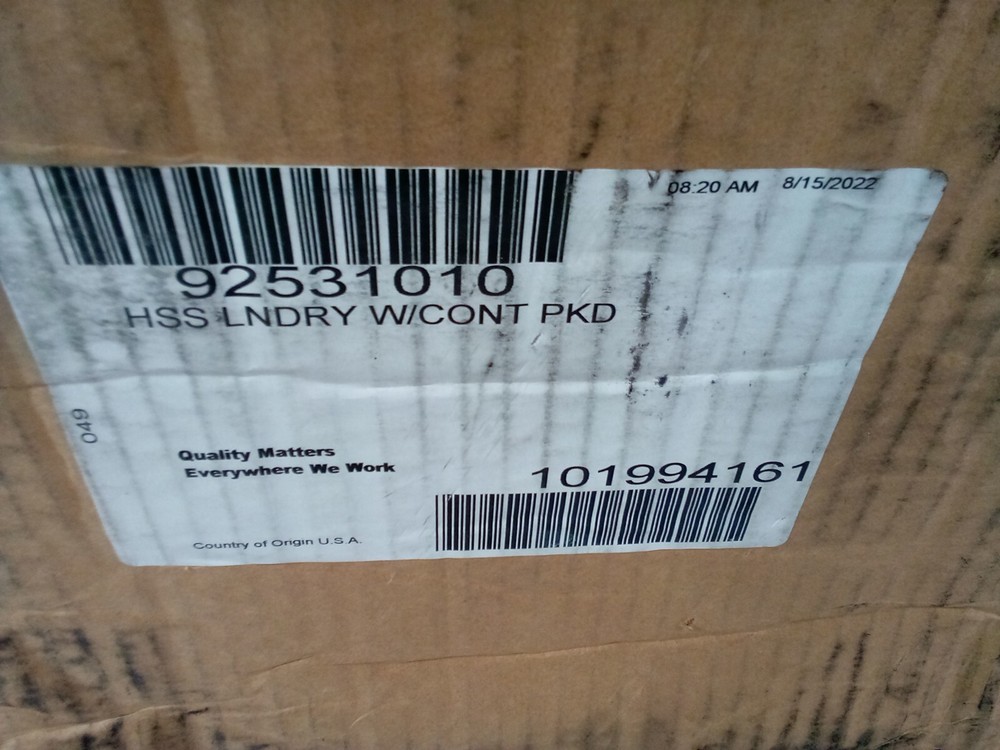 08:20 AM 8/15/2022
92531010
HSS LNDRY W/CONT PKD
049
Quality Matters
Everywhere We Work
101994161
Country of Origin U.S.A.